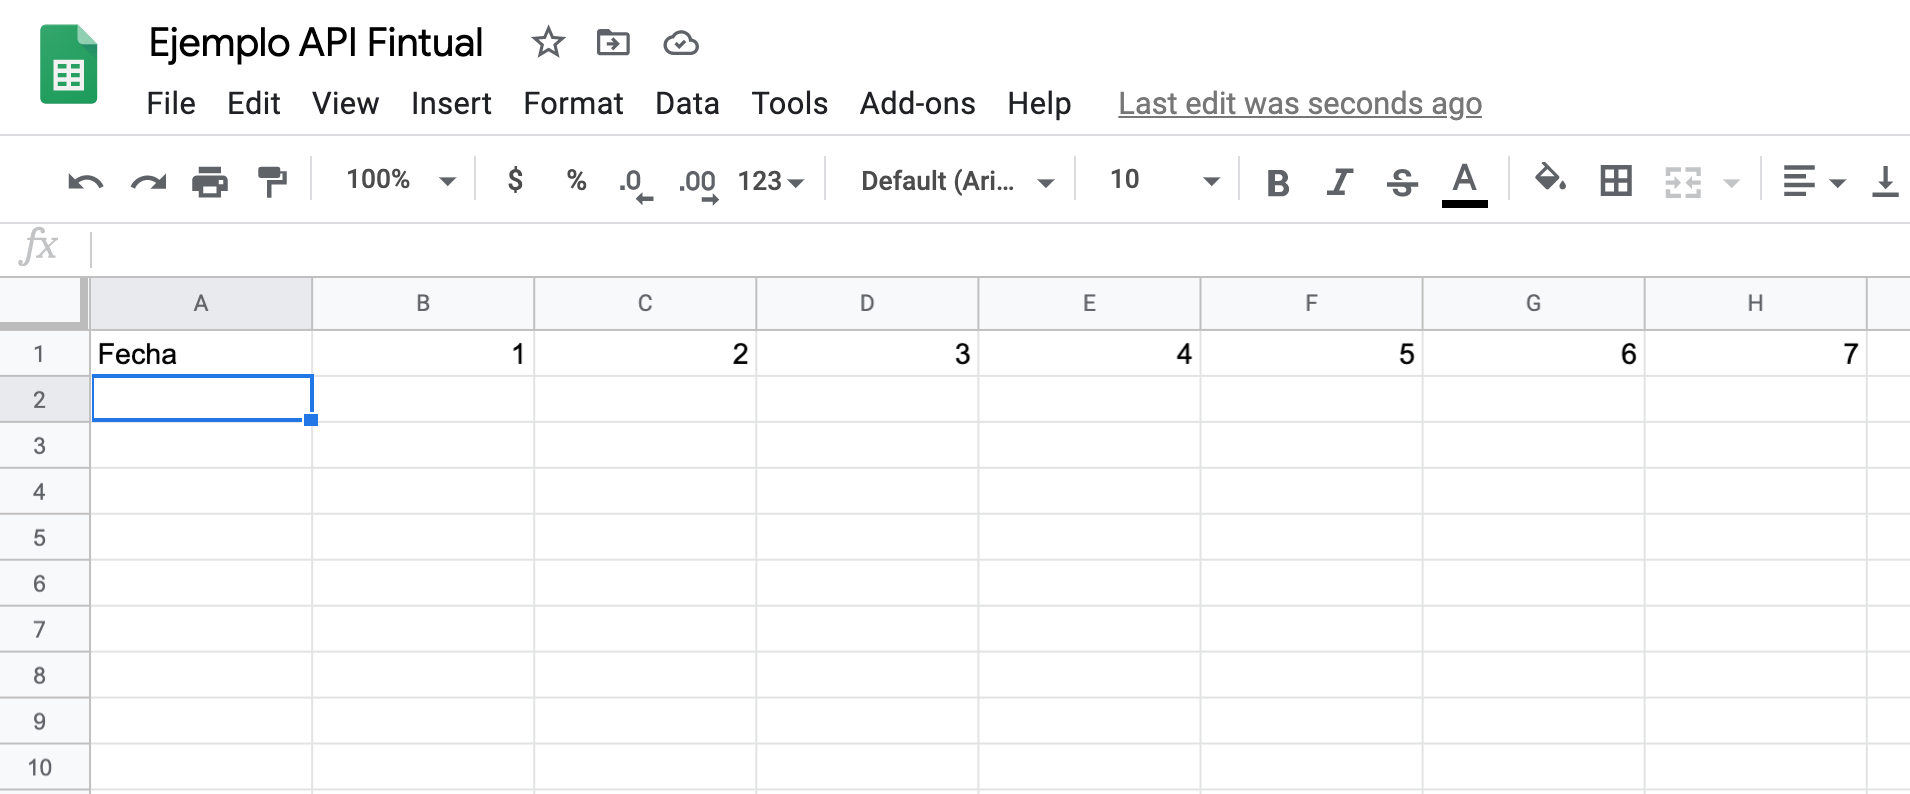 Ejemplo API Fintual
File Edit View Insert Format Data Tools Add-ons Help Last edit was seconds ago
100% $ % .0 .00 123 Default (Ari... 10 B I S A
fx
A B C D E F G H
1 Fecha 1 2 3 4 5 6 7
2
3
4
5
6
7
8
9
10